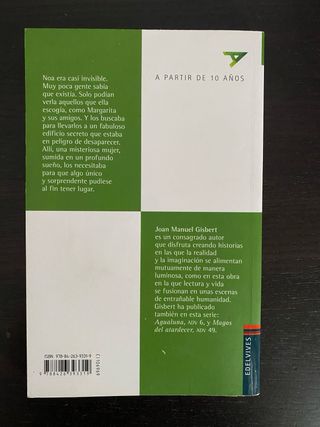 A PARTIR DE 10 AÑOS
Noa era casi invisible.
Muy poca gente sabía
que existía. Solo podían
verla aquellos que ella
escogía, como Margarita
y sus amigos. Y los buscaba
para llevarlos a un fabuloso
edificio secreto que estaba
en peligro de desaparecer.
Allí, una misteriosa mujer,
sumida en un profundo
sueño, los necesitaba
para que algo único
y sorprendente pudiese
al fin tener lugar.
Joan Manuel Gisbert
es un consagrado autor
que disfruta creando historias
en las que la realidad
y la imaginación se alimentan
mutuamente de manera
luminosa, como en esta obra
en la que lectura y vida
se fusionan en unas escenas
de entrañable humanidad.
Gisbert ha publicado
también en esta serie:
Agualuna, ADV 6, y Magos
del atardecer, ADV 49.
EDELVIVES